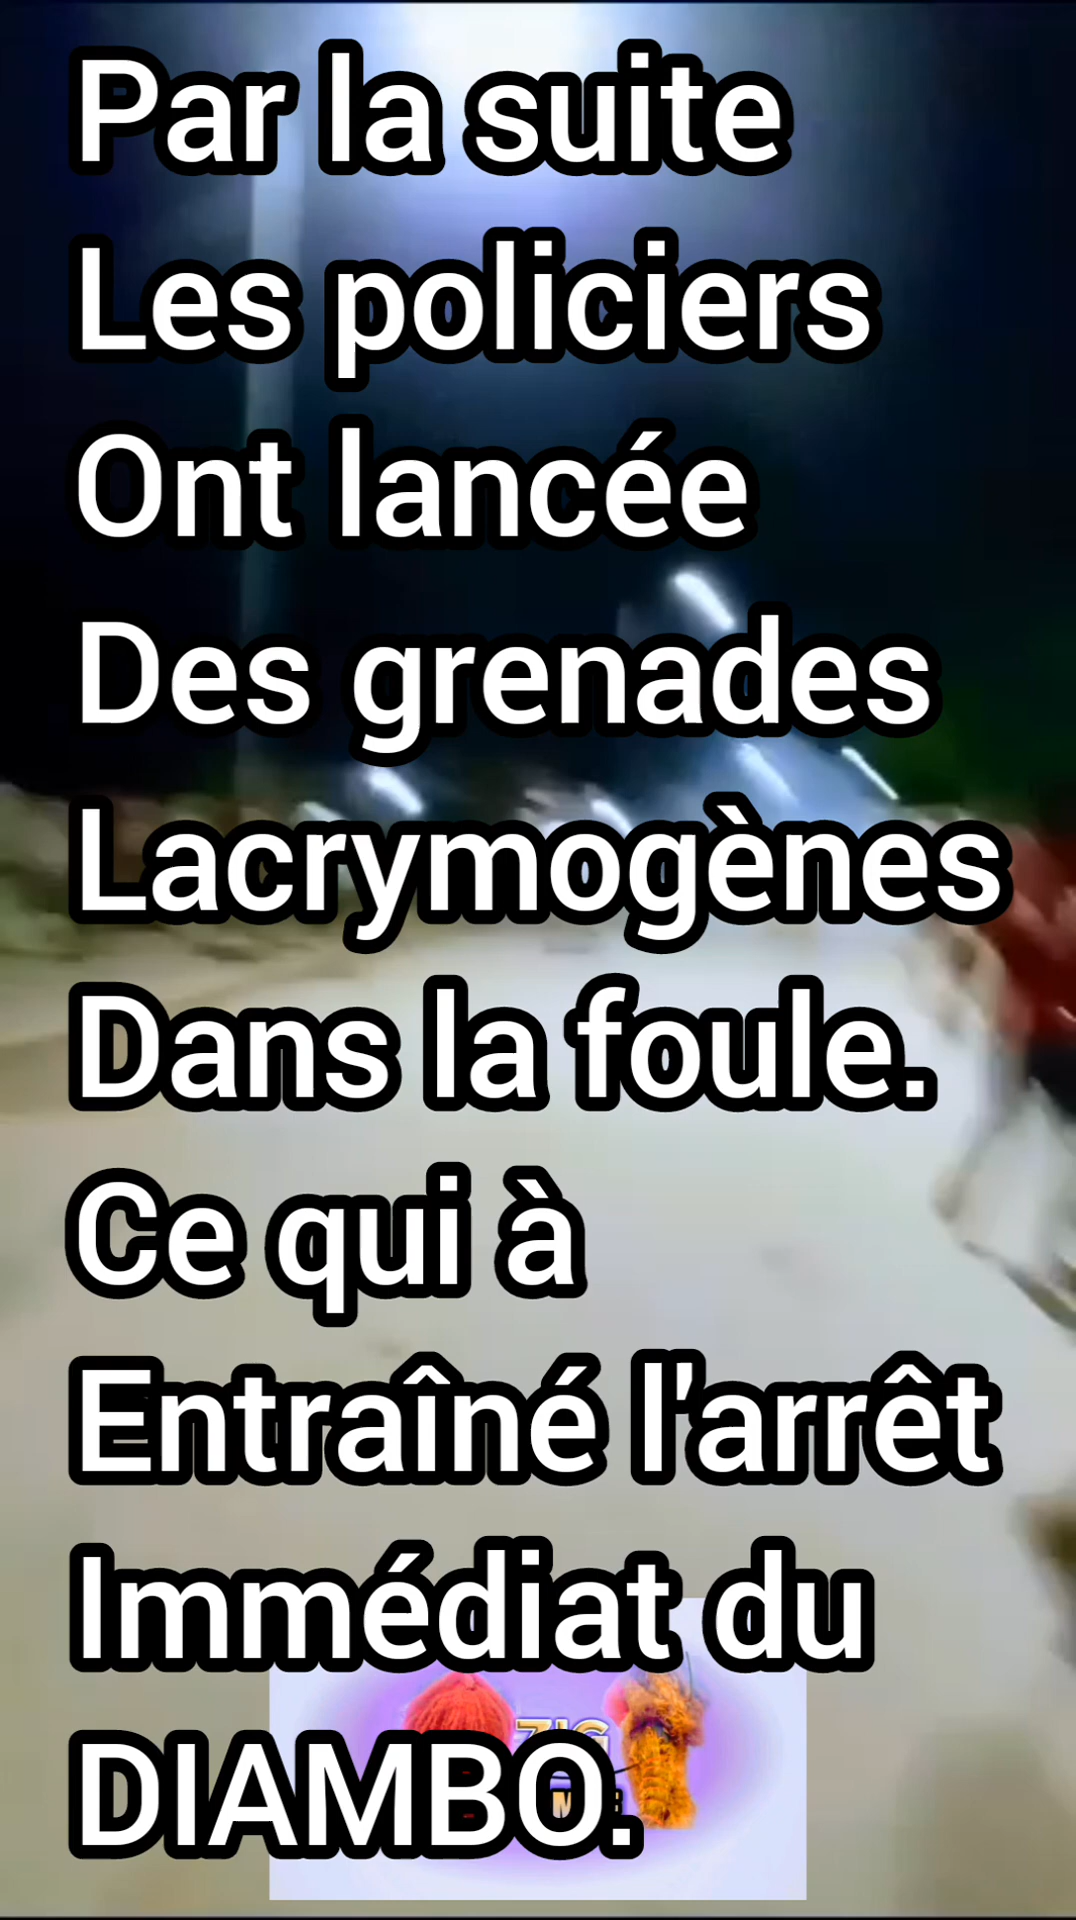 Par la suite
Les policiers
Ont lancée
Des grenades
Lacrymogènes
Dans la foule.
Ce qui à
Entraîné l'arrêt
Immédiat du
ZIG
DIAMBO.